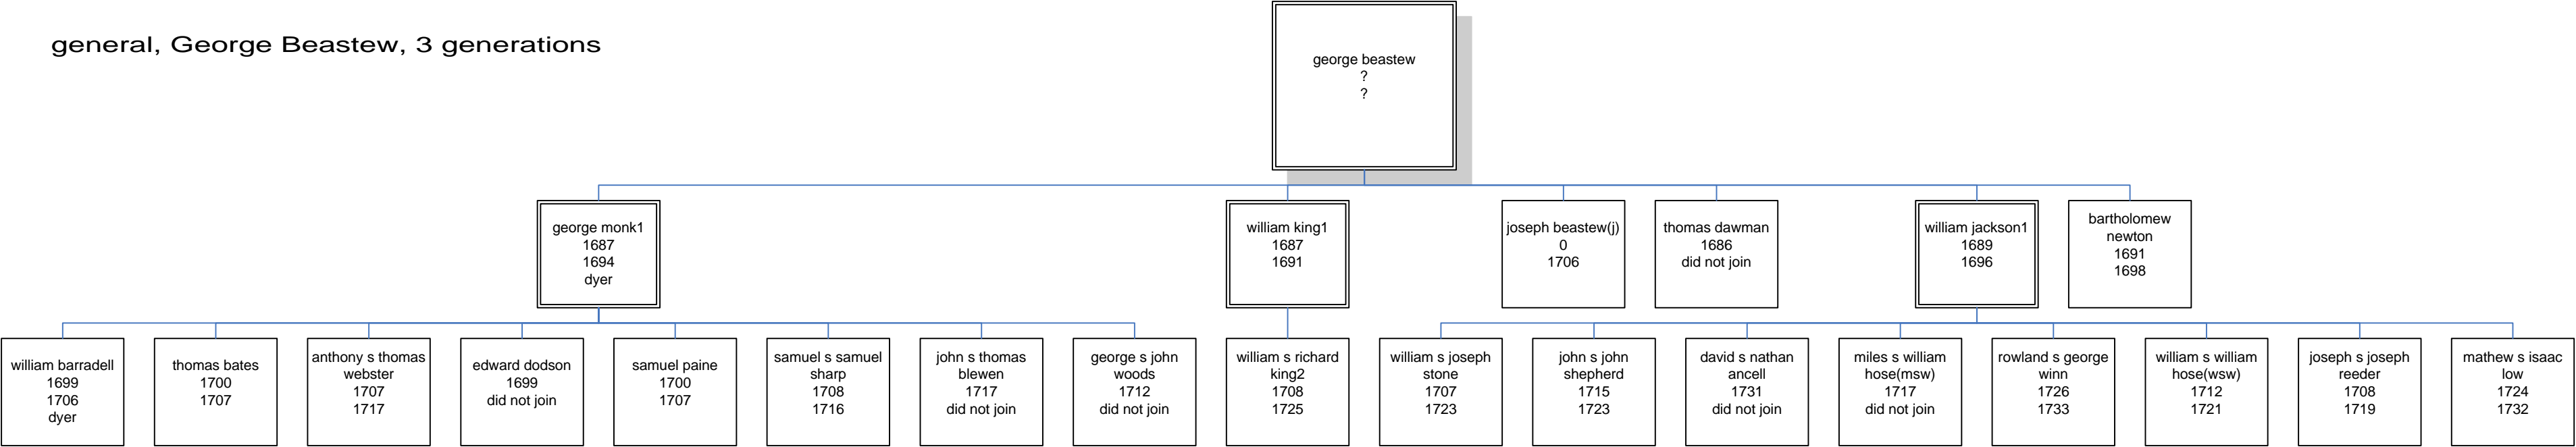 general, George Beastew, 3 generations
george beastew
?
?
george monk1
1687
1694
dyer
william king1
1687
1691
joseph beastew(j)
0
1706
thomas dawman
1686
did not join
william jackson1
1689
1696
bartholomew
newton
1691
1698
william barradell
1699
1706
dyer
thomas bates
1700
1707
anthony s thomas
webster
1707
1717
edward dodson
1699
did not join
samuel paine
1700
1707
samuel s samuel
sharp
1708
1716
john s thomas
blewen
1717
did not join
george s john
woods
1712
did not join
william s richard
king2
1708
1725
william s joseph
stone
1707
1723
john s john
shepherd
1715
1723
david s nathan
ancell
1731
did not join
miles s william
hose(msw)
1717
did not join
rowland s george
winn
1726
1733
william s william
hose(wsw)
1712
1721
joseph s joseph
reeder
1708
1719
mathew s isaac
low
1724
1732